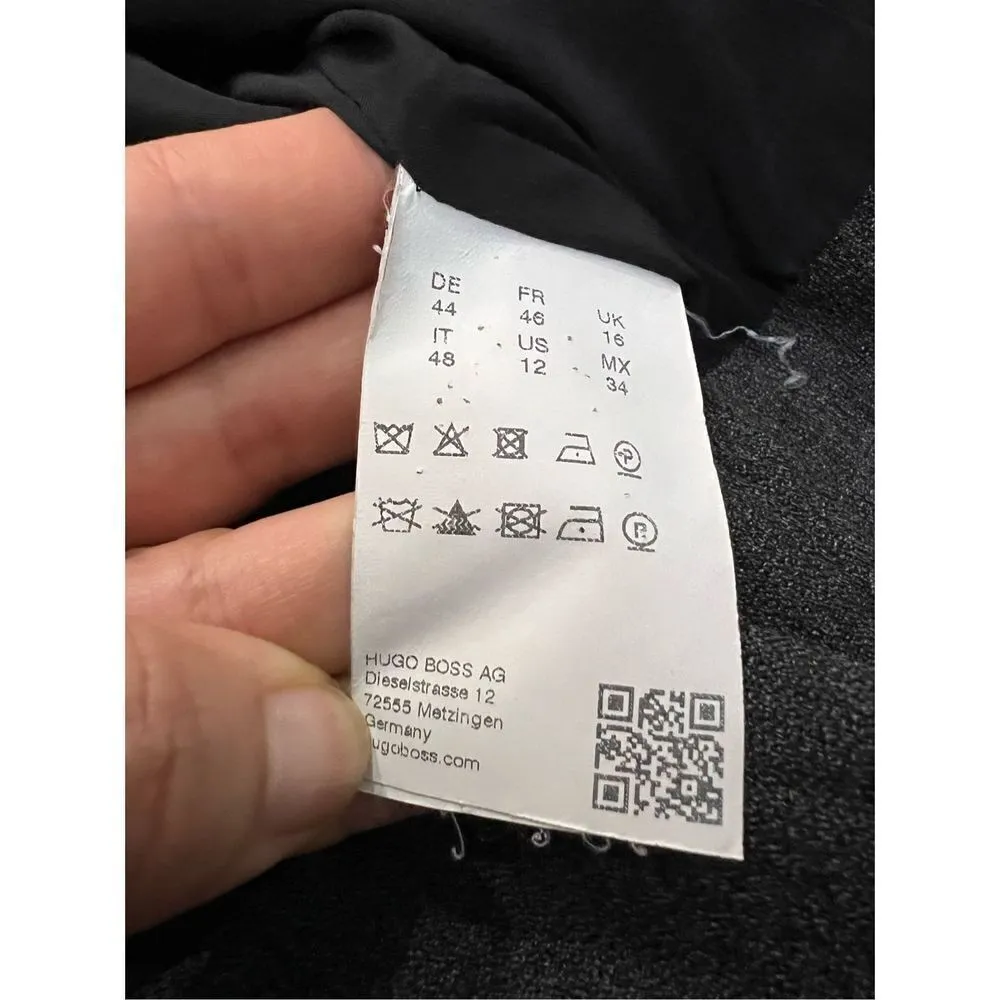 DE FR UK
44 46 16
IT US MX
48 12 34
P
P
HUGO BOSS AG
Dieselstrasse 12
72555 Metzingen
Germany
ugoboss.com